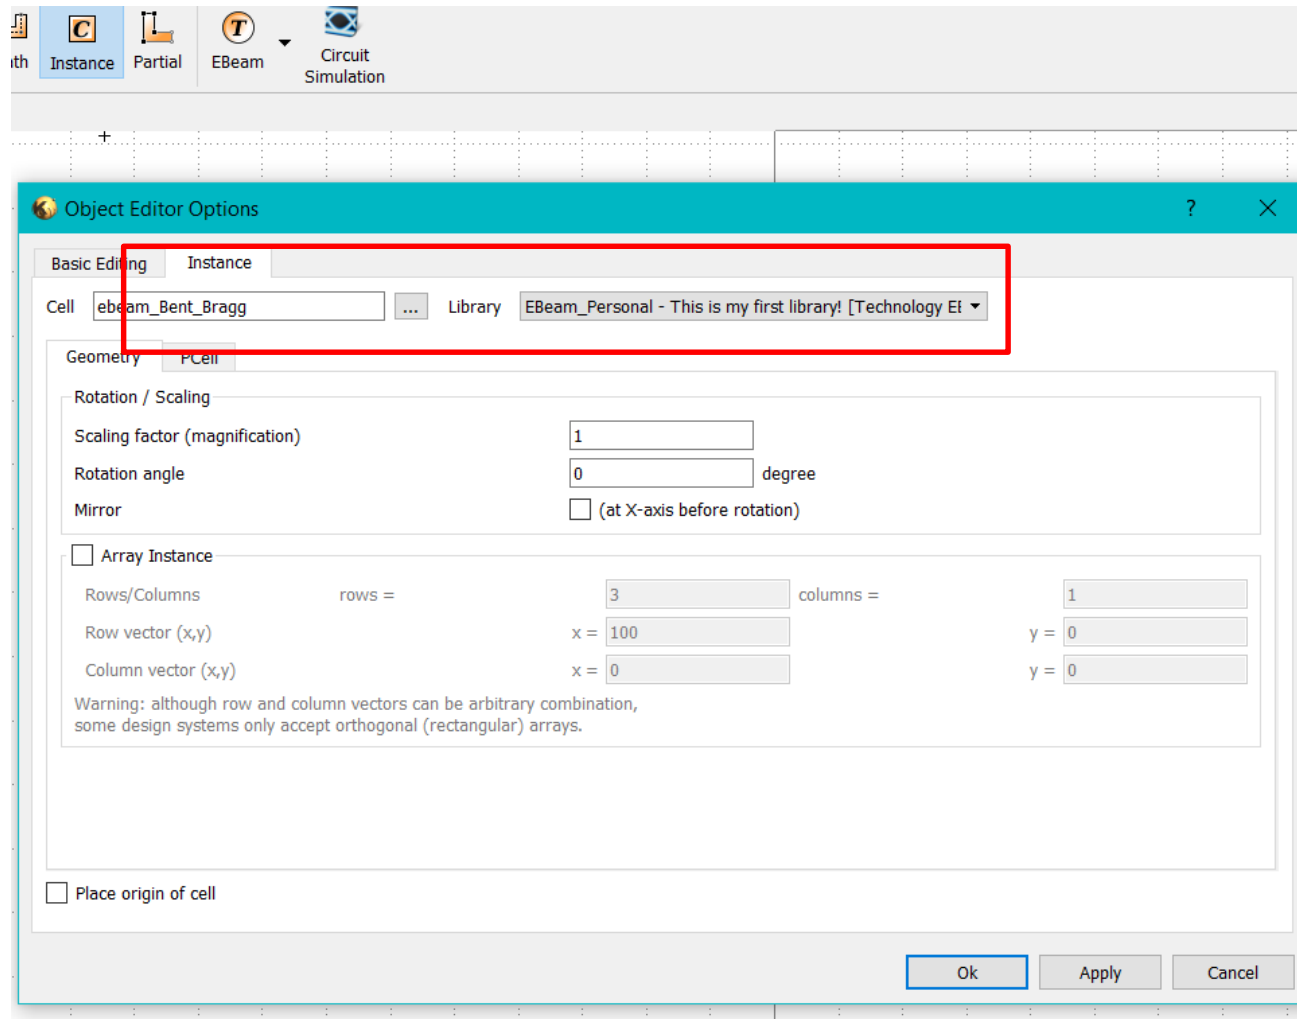 th Instance Partial EBeam Circuit
Simulation
Object Editor Options ?
Basic Editing Instance
Cell ebeam_Bent_Bragg ... Library EBeam_Personal - This is my first library! [Technology
Geometry PCell
Rotation / Scaling
Scaling factor (magnification) 1
Rotation angle 0 degree
Mirror (at X-axis before rotation)
Array Instance
Rows/Columns rows = 3 columns = 1
Row vector (x,y) x = 100 y = 0
Column vector (x,y) x = 0 y = 0
Warning: although row and column vectors can be arbitrary combination,
some design systems only accept orthogonal (rectangular) arrays.
Place origin of cell
Ok Apply Cancel